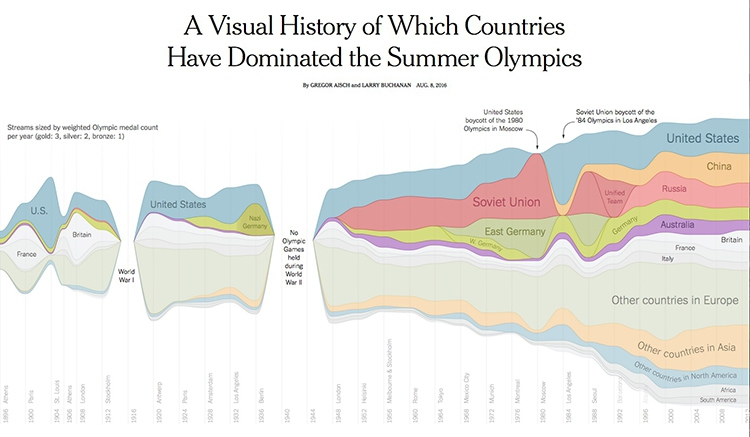 A Visual History of Which Countries
Have Dominated the Summer Olympics
By GREGOR AISCH and LARRY BUCHANAN AUG. 8, 2016
Streams sized by weighted Olympic medal count
per year (gold: 3, silver: 2, bronze: 1)
United States
boycott of the 1980
Olympics in Moscow
Soviet Union boycott of the
'84 Olympics in Los Angeles
U.S.
France
Britain
World
War I
United States
Nazi
Germany
No
Olympic
Games
held
during
World
War II
Soviet Union
East Germany
W. Germany
Unified
Team
Germany
United States
China
Russia
Australia
Britain
France
Italy
Other countries in Europe
Other countries in Asia
Other countries in North America
Africa
South America
1896 Athens
1900 Paris
1904 St. Louis
1906 Athens
1908 London
1912 Stockholm
1916
1920 Antwerp
1924 Paris
1928 Amsterdam
1932 Los Angeles
1936 Berlin
1940
1944
1948 London
1952 Helsinki
1956 Melbourne & Stockholm
1960 Rome
1964 Tokyo
1968 Mexico City
1972 Munich
1976 Montreal
1980 Moscow
1984 Los Angeles
1988 Seoul
1992
1996
2000
2004
2008